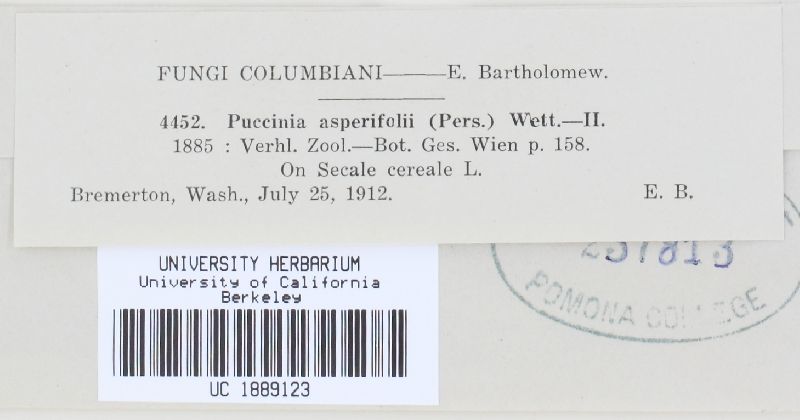 FUNGI COLUMBIANI——E. Bartholomew.
4452. Puccinia asperifolii (Pers.) Wett.—II.
1885 : Verhl. Zool.—Bot. Ges. Wien p. 158.
On Secale cereale L.
Bremerton, Wash., July 25, 1912. E. B.
UNIVERSITY HERBARIUM
University of California
Berkeley
UC 1889123
237813
POMONA COLLEGE